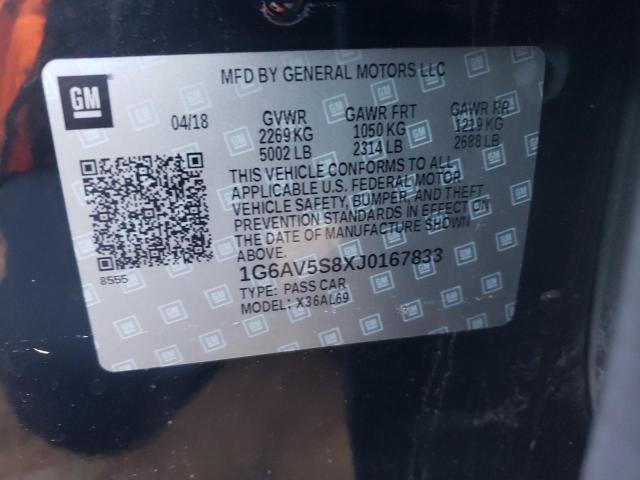 GM
MFD BY GENERAL MOTORS LLC
04/18 GVWR GAWR FRT GAWR RR
2269 KG 1050 KG 1219 KG
5002 LB 2314 LB 2688 LB
THIS VEHICLE CONFORMS TO ALL
APPLICABLE U.S. FEDERAL MOTOR
VEHICLE SAFETY, BUMPER, AND THEFT
PREVENTION STANDARDS IN EFFECT ON
THE DATE OF MANUFACTURE SHOWN
ABOVE.
1G6AV5S8XJ0167833
8555
TYPE: PASS CAR
MODEL: X36AL69